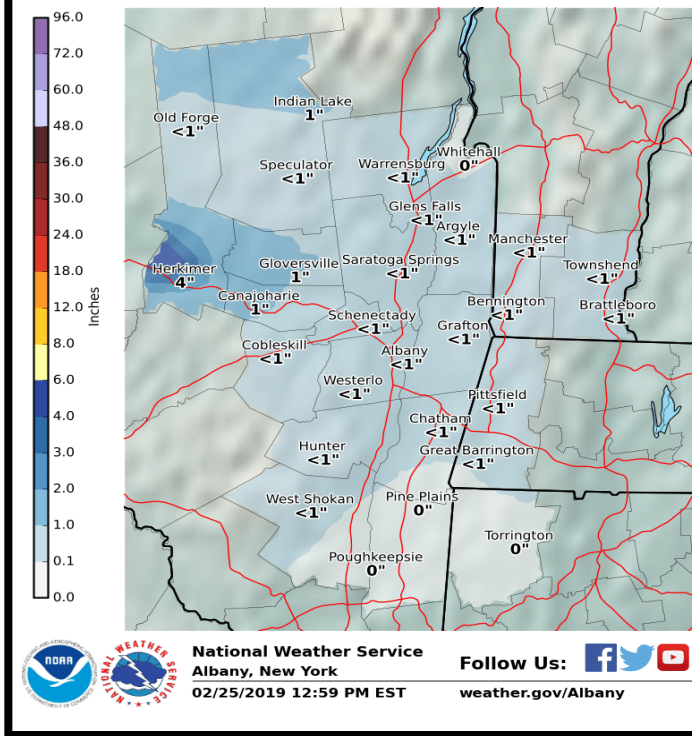 96.0
72.0
60.0
48.0
36.0
30.0
24.0
18.0
12.0
8.0
6.0
4.0
3.0
2.0
1.0
0.1
0.0
Inches
Indian Lake
1"
Old Forge
<1"
Whitehall
0"
Speculator
<1"
Warrensburg
<1"
Glens Falls
<1"
Argyle
<1"
Manchester
<1"
Herkimer
4"
Gloversville
1"
Saratoga Springs
<1"
Townshend
<1"
Canajoharie
1"
Schenectady
<1"
Bennington
<1"
Brattleboro
<1"
Grafton
<1"
Cobleskill
<1"
Albany
<1"
Westerlo
<1"
Pittsfield
<1"
Chatham
<1"
Hunter
<1"
Great Barrington
<1"
West Shokan
<1"
Pine Plains
0"
Torrington
0"
Poughkeepsie
0"
NOAA
NATIONAL WEATHER SERVICE
National Weather Service
Albany, New York
02/25/2019 12:59 PM EST
Follow Us:
weather.gov/Albany